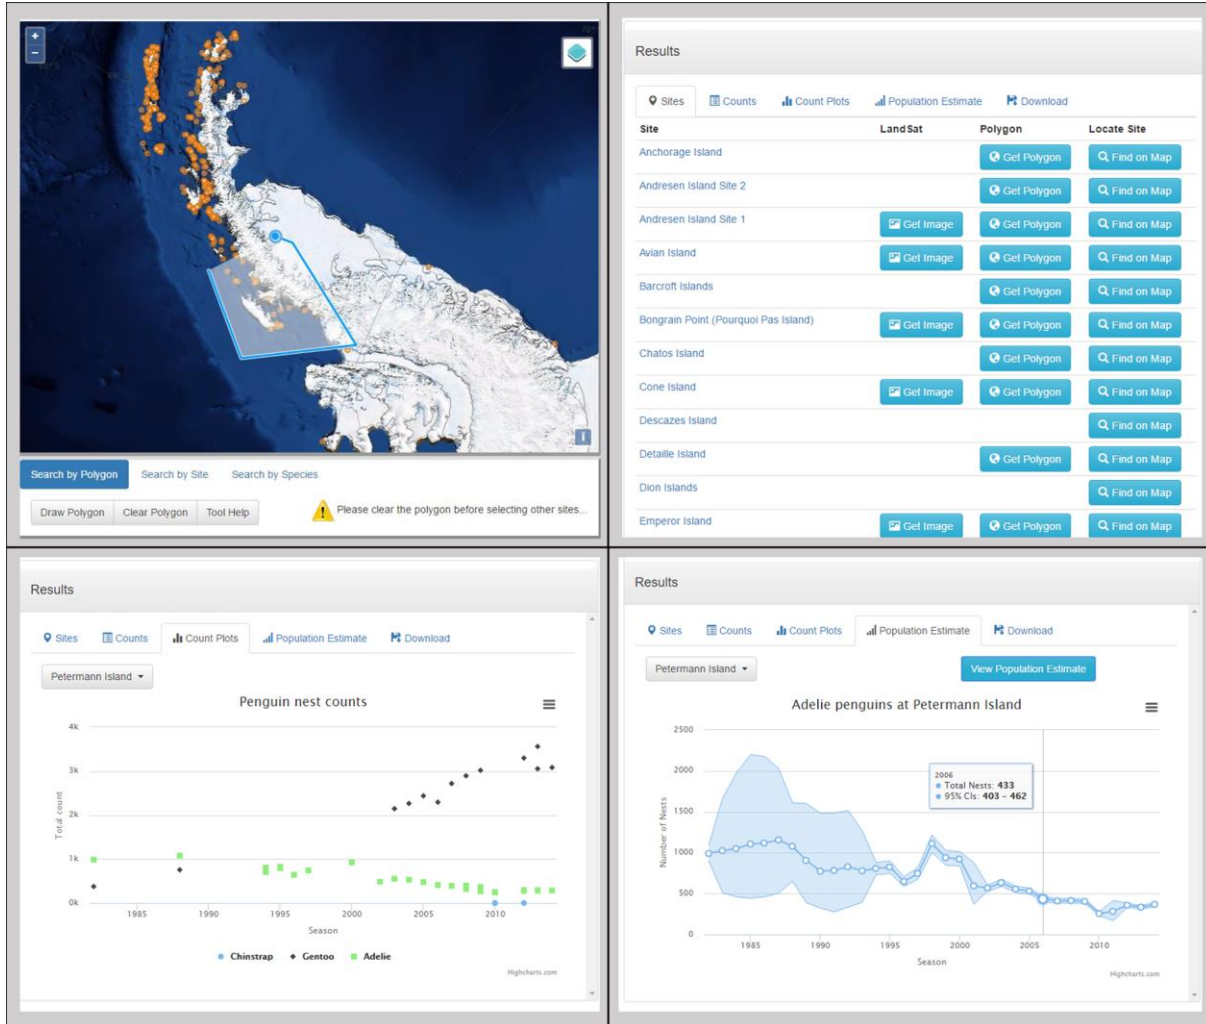 +
−
Search by Polygon Search by Site Search by Species
Draw Polygon Clear Polygon Tool Help Please clear the polygon before selecting other sites...
Results
Sites Counts Count Plots Population Estimate Download
Site LandSat Polygon Locate Site
Anchorage Island Get Polygon Find on Map
Andresen Island Site 2 Get Polygon Find on Map
Andresen Island Site 1 Get Image Get Polygon Find on Map
Avian Island Get Image Get Polygon Find on Map
Barcroft Islands Get Polygon Find on Map
Bongrain Point (Pourquoi Pas Island) Get Image Get Polygon Find on Map
Chatos Island Get Polygon Find on Map
Cone Island Get Image Get Polygon Find on Map
Descazes Island Find on Map
Detaille Island Get Polygon Find on Map
Dion Islands Find on Map
Emperor Island Get Image Get Polygon Find on Map
Results
Sites Counts Count Plots Population Estimate Download
Petermann Island
Penguin nest counts
4k
3k
2k
1k
0k
Total count
1985 1990 1995 2000 2005 2010
Season
Chinstrap Gentoo Adelie
Highcharts.com
Results
Sites Counts Count Plots Population Estimate Download
Petermann Island View Population Estimate
Adelie penguins at Petermann Island
2500
2000
1500
1000
500
0
Number of Nests
2006
Total Nests: 433
95% CIs: 403 - 462
1985 1990 1995 2000 2005 2010
Season
Highcharts.com